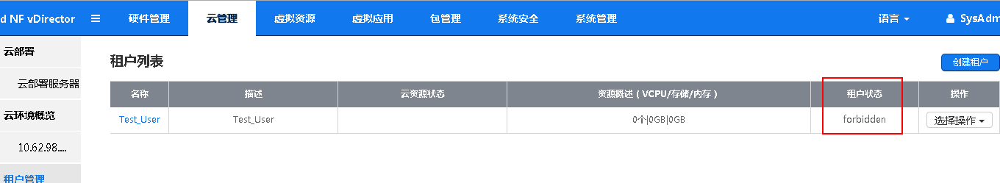 d NF vDirector 硬件管理 云管理 虚拟资源 虚拟应用 包管理 系统安全 系统管理 语言 SysAdm
云部署
云部署服务器
云环境概览
10.62.98....
租户管理
租户列表
创建租户
名称 描述 云资源状态 资源概述（VCPU/存储/内存） 租户状态 操作
Test_User Test_User 0个|0GB|0GB forbidden 选择操作